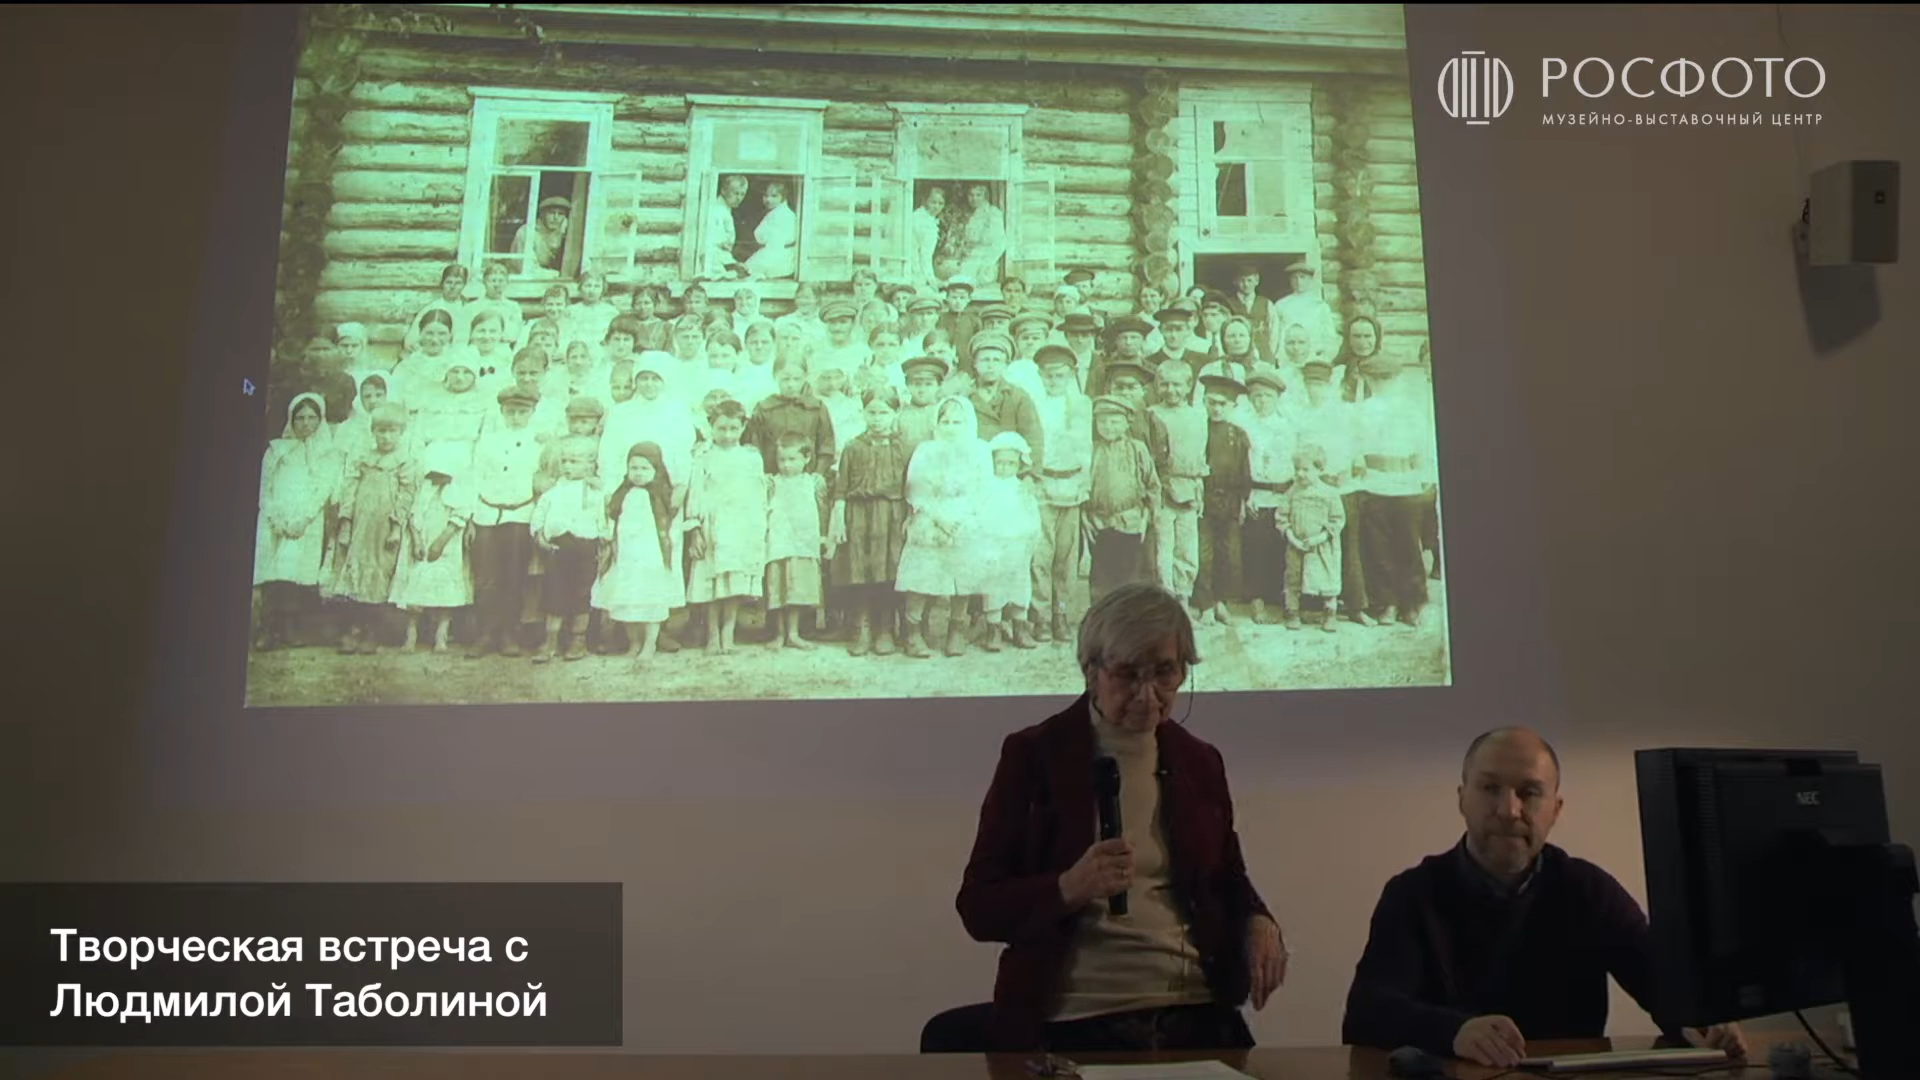 РОСФОТО
МУЗЕЙНО-ВЫСТАВОЧНЫЙ ЦЕНТР
NEC
Творческая встреча с
Людмилой Таболиной